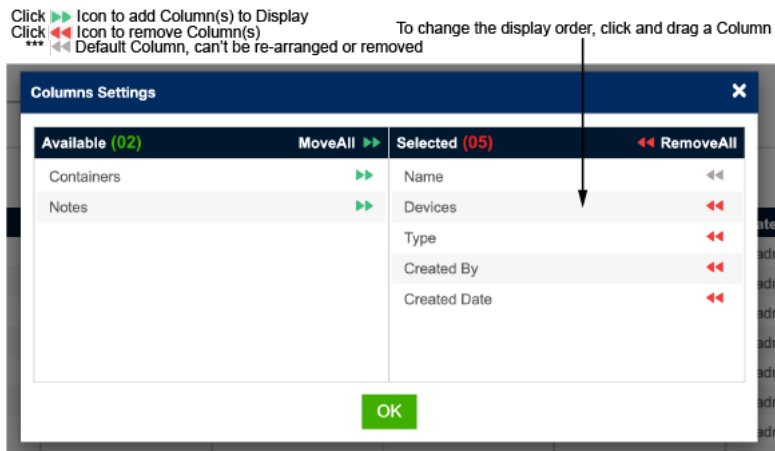 Click Icon to add Column(s) to Display
Click Icon to remove Column(s)
*** Default Column, can't be re-arranged or removed
To change the display order, click and drag a Column
Columns Settings
Available (02) MoveAll
Containers
Notes
Selected (05) RemoveAll
Name
Devices
Type
Created By
Created Date
OK